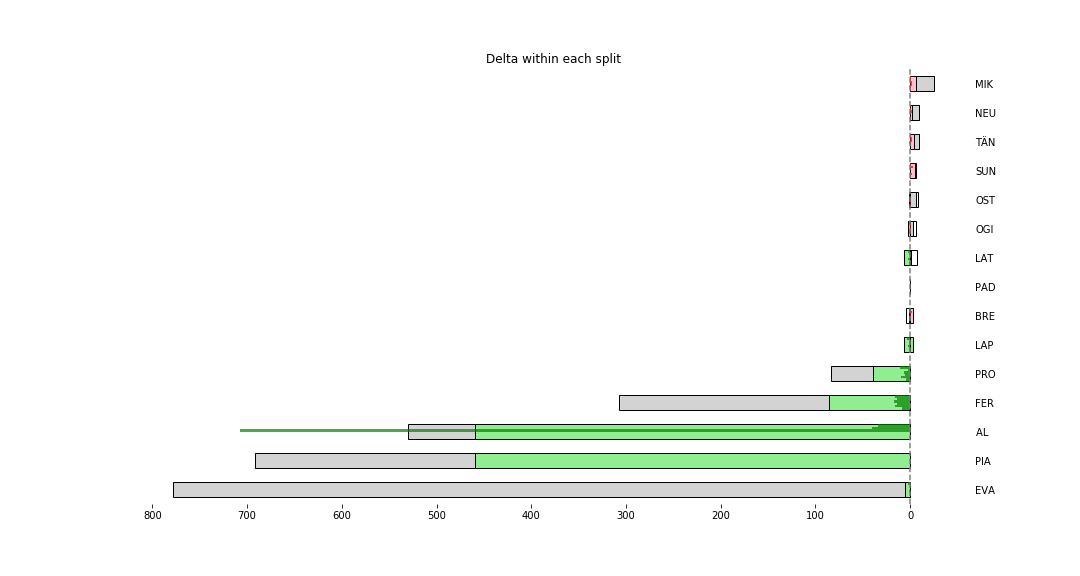 Delta within each split
MIK
NEU
TÄN
SUN
OST
OGI
LAT
PAD
BRE
LAP
PRO
FER
AL
PIA
EVA
800 700 600 500 400 300 200 100 0